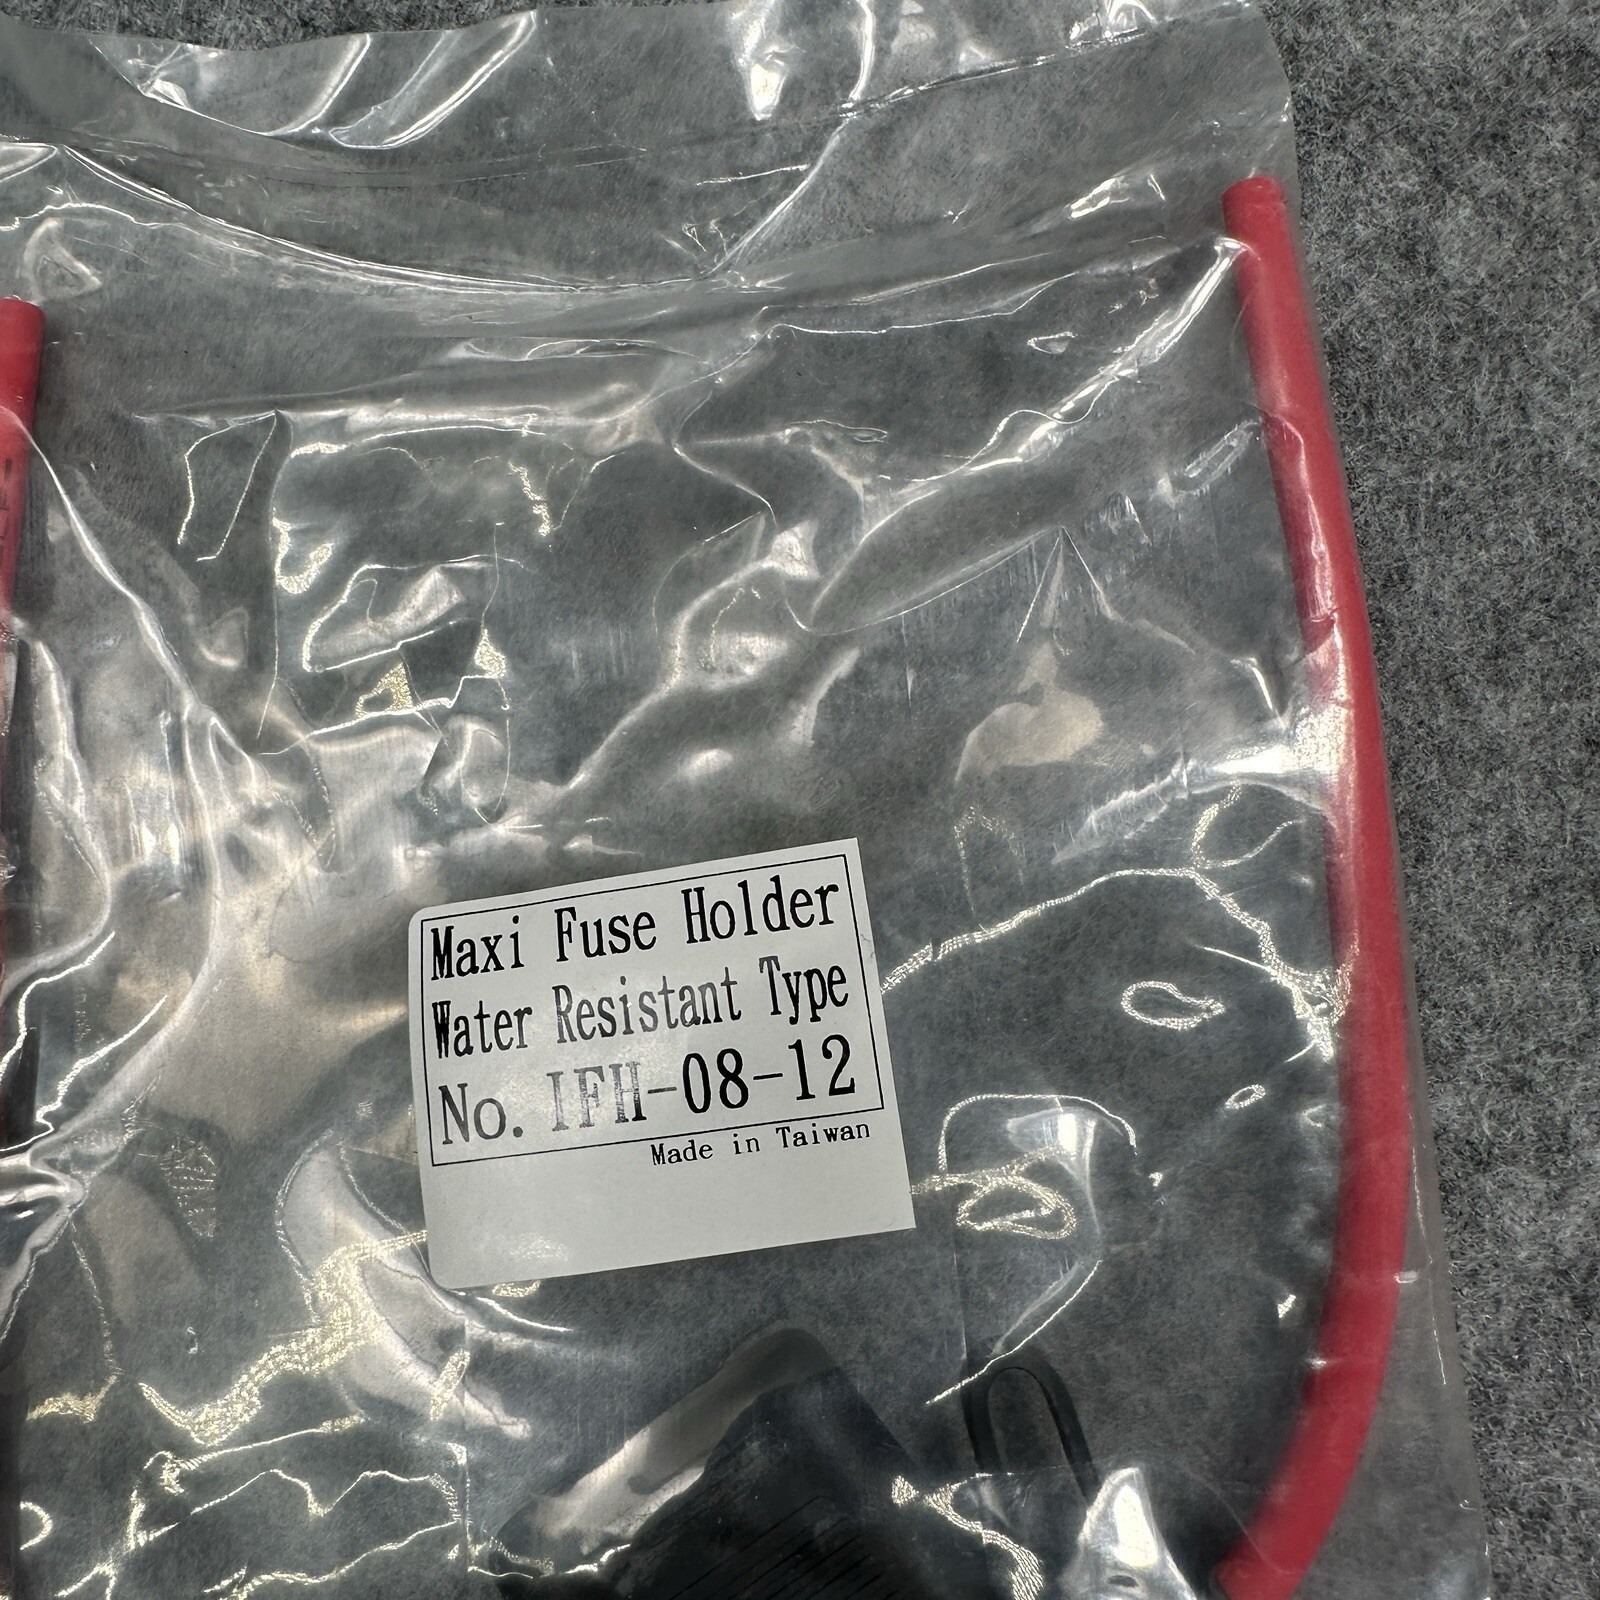 Maxi Fuse Holder
Water Resistant Type
No. IFH-08-12
Made in Taiwan